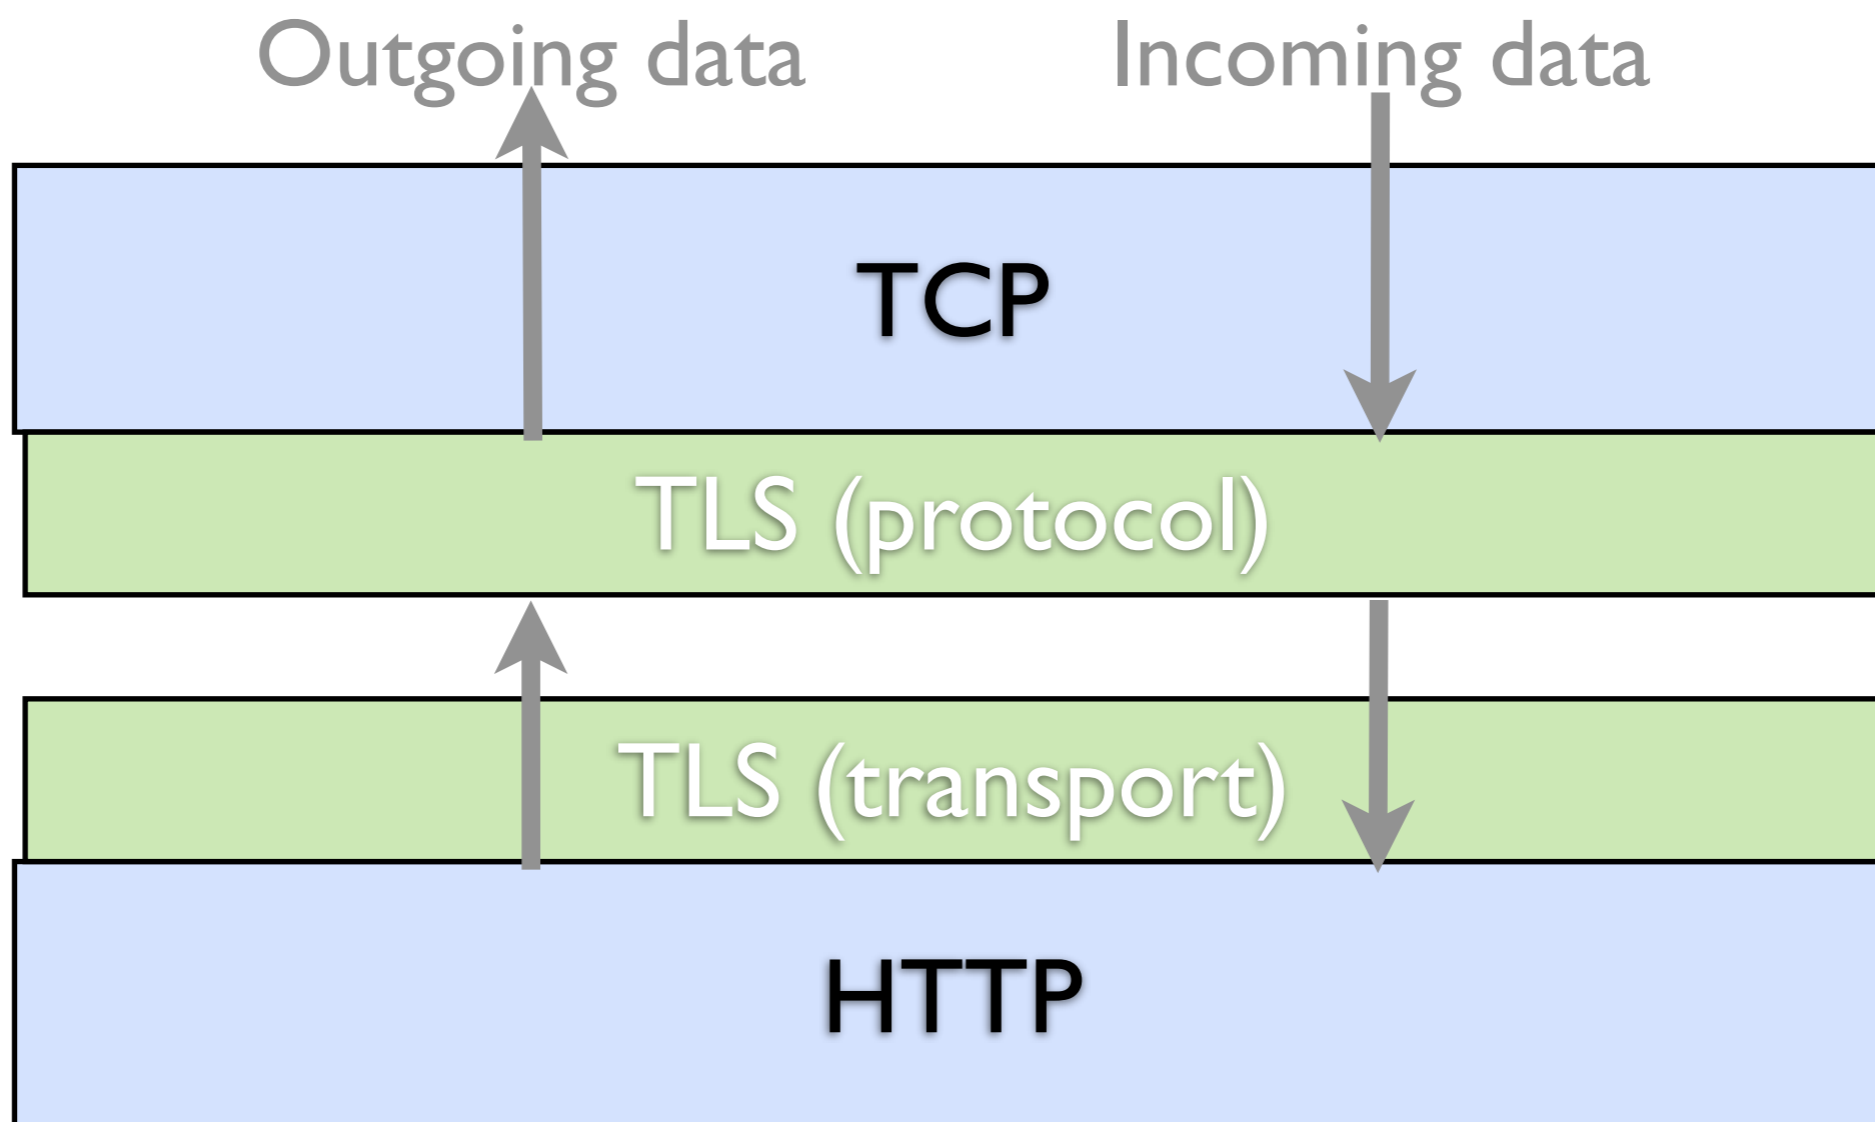 Outgoing data
Incoming data
TCP
TLS (protocol)
TLS (transport)
HTTP